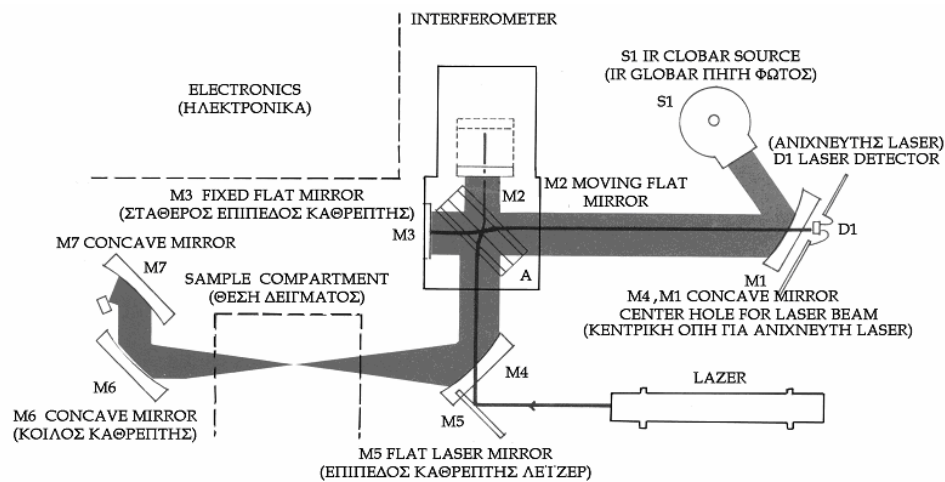 INTERFEROMETER
ELECTRONICS
(ΗΛΕΚΤΡΟΝΙΚΑ)
S1 IR CLOBAR SOURCE
(IR GLOBAR ΠΗΓΗ ΦΩΤΟΣ)
S1
(ΑΝΙΧΝΕΥΤΗΣ LASER)
D1 LASER DETECTOR
M3 FIXED FLAT MIRROR
(ΣΤΑΘΕΡΟΣ ΕΠΙΠΕΔΟΣ ΚΑΘΡΕΠΤΗΣ)
M2
M2 MOVING FLAT
MIRROR
M3
D1
M7 CONCAVE MIRROR
M7
SAMPLE COMPARTMENT
(ΘΕΣΗ ΔΕΙΓΜΑΤΟΣ)
A
M1
M4 ,M1 CONCAVE MIRROR
CENTER HOLE FOR LASER BEAM
(ΚΕΝΤΡΙΚΗ ΟΠΗ ΓΙΑ ΑΝΙΧΝΕΥΤΗ LASER)
M4
M6
LAZER
M5
M6 CONCAVE MIRROR
(ΚΟΙΛΟΣ ΚΑΘΡΕΠΤΗΣ)
M5 FLAT LASER MIRROR
(ΕΠΙΠΕΔΟΣ ΚΑΘΡΕΠΤΗΣ ΛΕΪΖΕΡ)